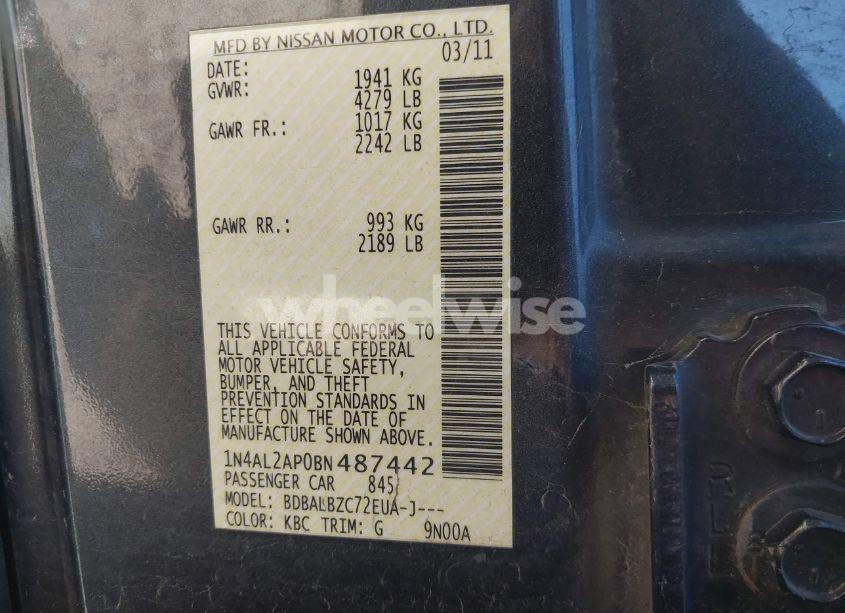 MFD BY NISSAN MOTOR CO., LTD.
DATE: 03/11
GVWR: 1941 KG
4279 LB
GAWR FR.: 1017 KG
2242 LB
GAWR RR.: 993 KG
2189 LB
wheelwise
THIS VEHICLE CONFORMS TO
ALL APPLICABLE FEDERAL
MOTOR VEHICLE SAFETY,
BUMPER, AND THEFT
PREVENTION STANDARDS IN
EFFECT ON THE DATE OF
MANUFACTURE SHOWN ABOVE.
1N4AL2AP0BN487442
PASSENGER CAR 845
MODEL: BDBALBZC72EUA-J---
COLOR: KBC TRIM: G 9N00A